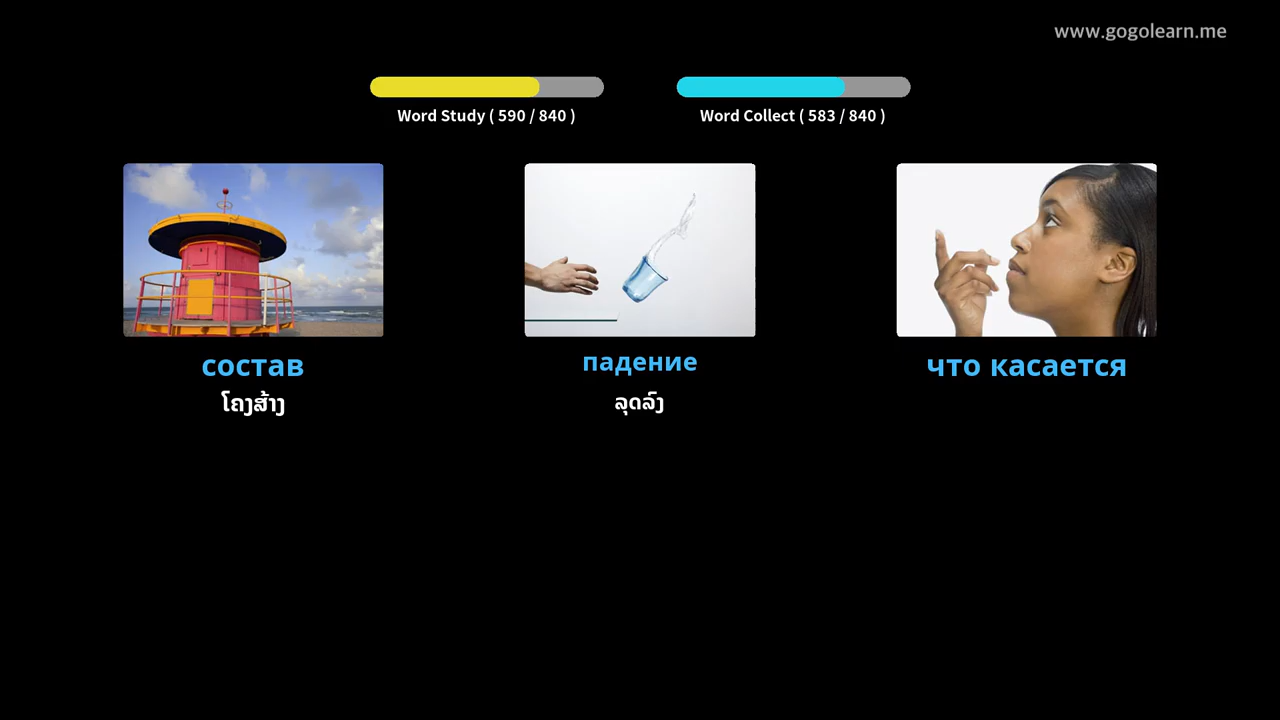 www.gogolearn.me
Word Study ( 590 / 840 )
Word Collect ( 583 / 840 )
состав
падение
что касается
ໂຄງສ້າງ
ລຸດລົງ